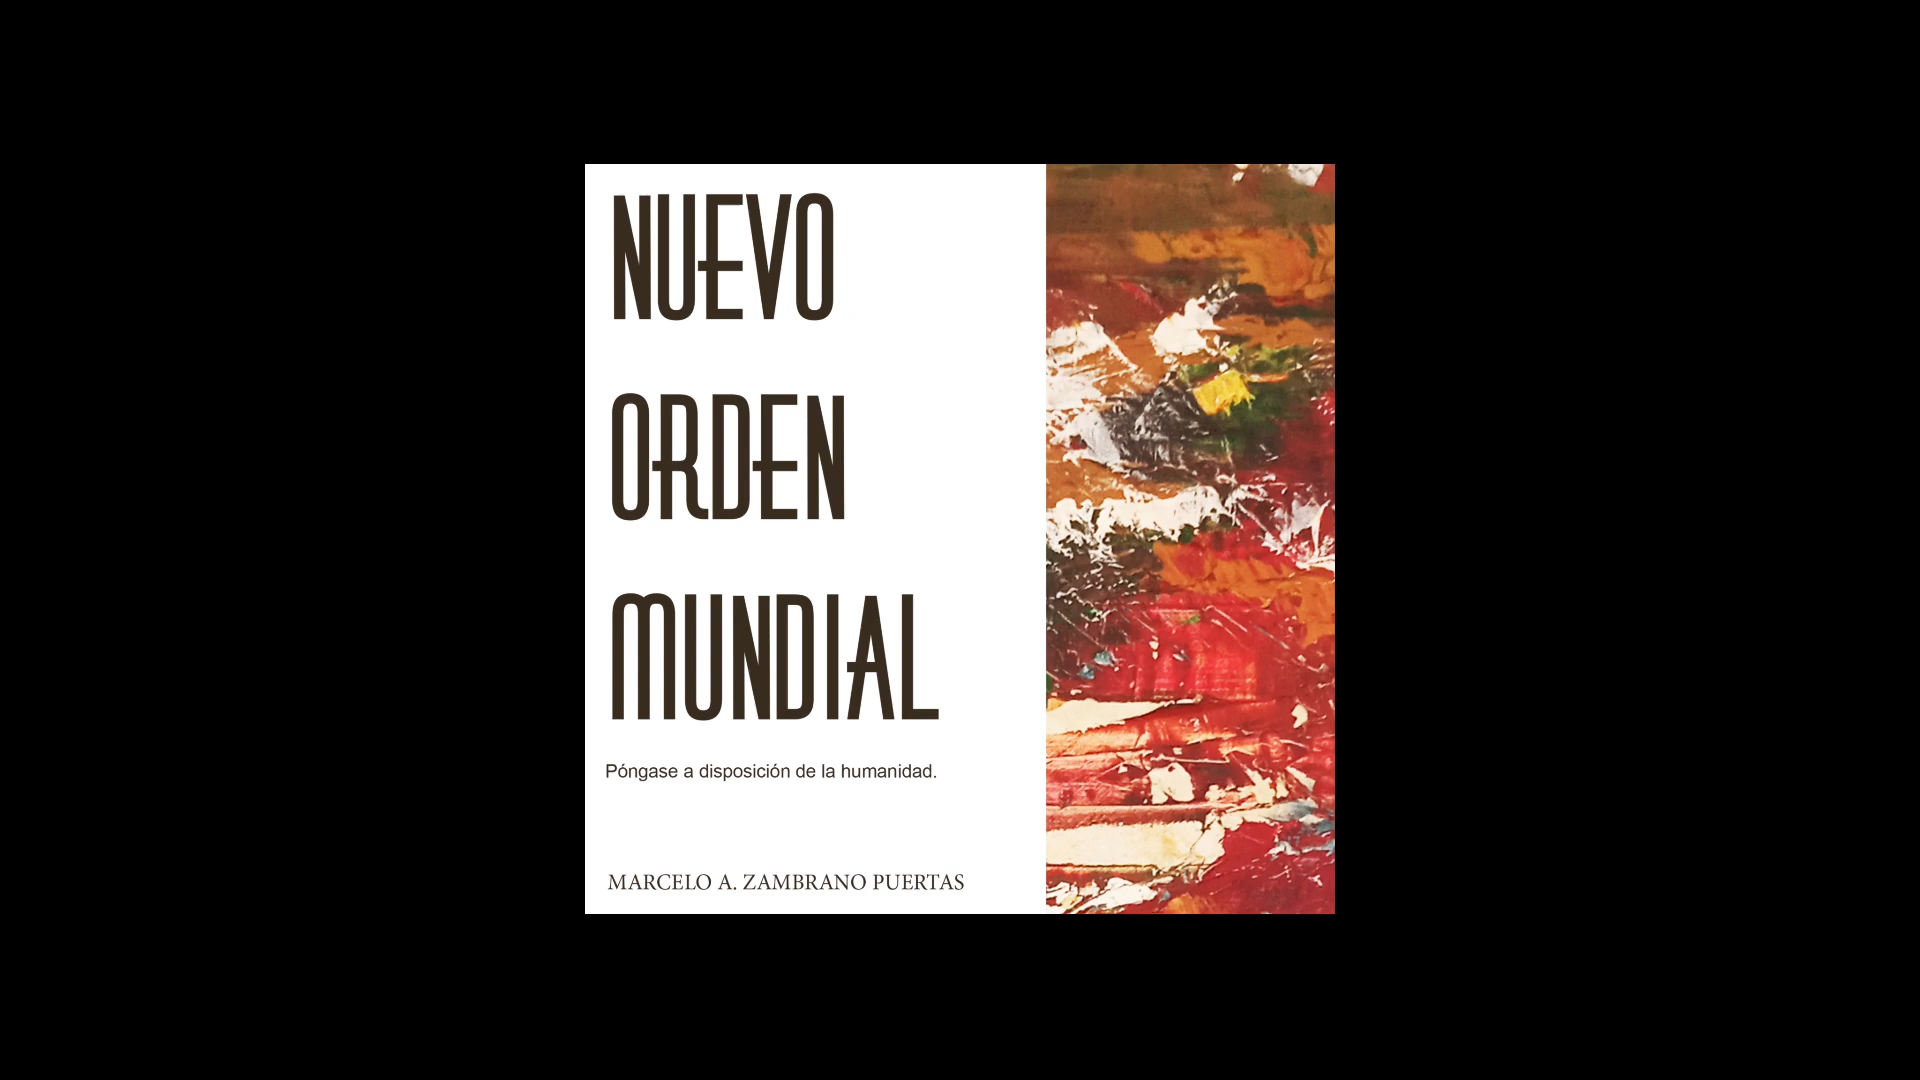 NUEVO
ORDEN
MUNDIAL
Póngase a disposición de la humanidad.
MARCELO A. ZAMBRANO PUERTAS